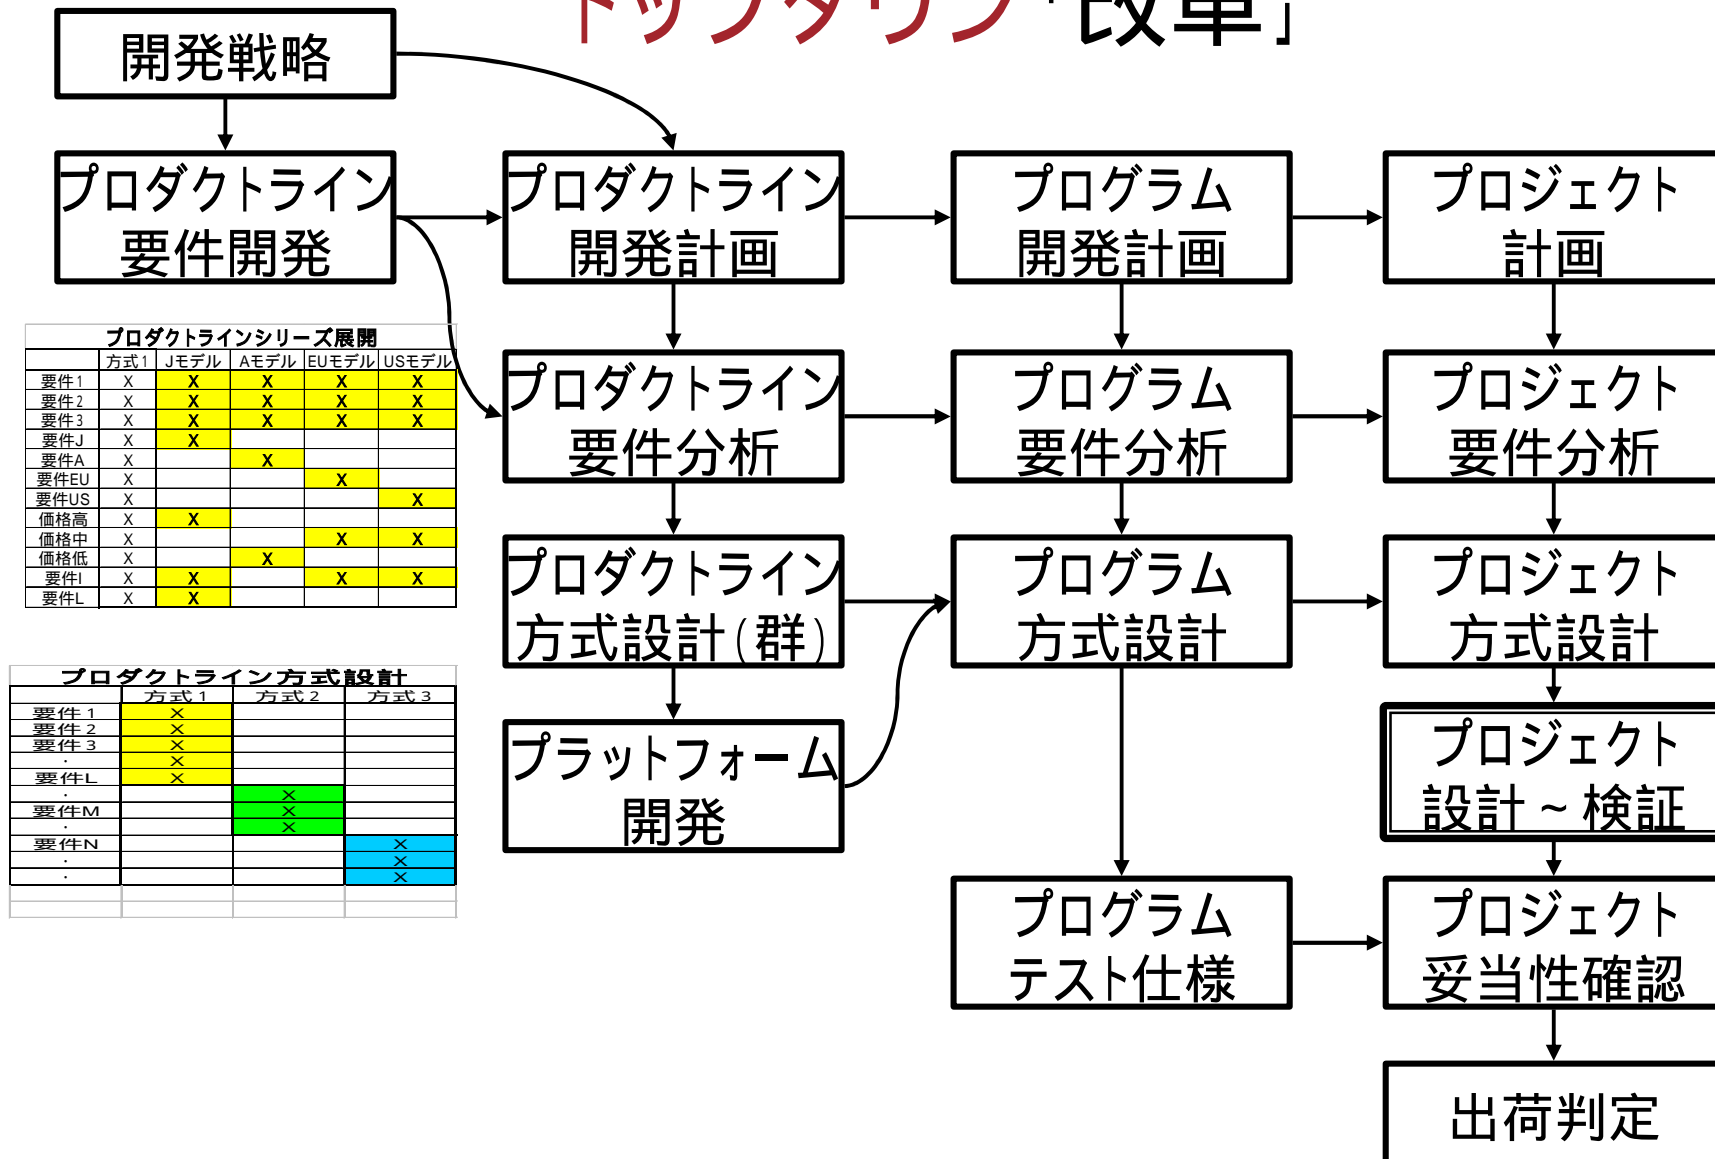 トップダウン「改革」
開発戦略
プロダクトライン
要件開発
プロダクトライン
開発計画
プログラム
開発計画
プロジェクト
計画
プロダクトラインシリーズ展開
方式1 Jモデル Aモデル EUモデル USモデル
要件1 X X X X X
要件2 X X X X X
要件3 X X X X X
要件J X X
要件A X X
要件EU X X
要件US X X
価格高 X X
価格中 X X X
価格低 X X
要件I X X X X
要件L X X
プロダクトライン
要件分析
プログラム
要件分析
プロジェクト
要件分析
プロダクトライン
方式設計(群)
プログラム
方式設計
プロジェクト
方式設計
プロダクトライン方式設計
方式1 方式2 方式3
要件1 X
要件2 X
要件3 X
・ X
要件L X
・ X
要件M X
・ X
要件N X
・ X
・ X
プラットフォーム
開発
プロジェクト
設計~検証
プログラム
テスト仕様
プロジェクト
妥当性確認
出荷判定